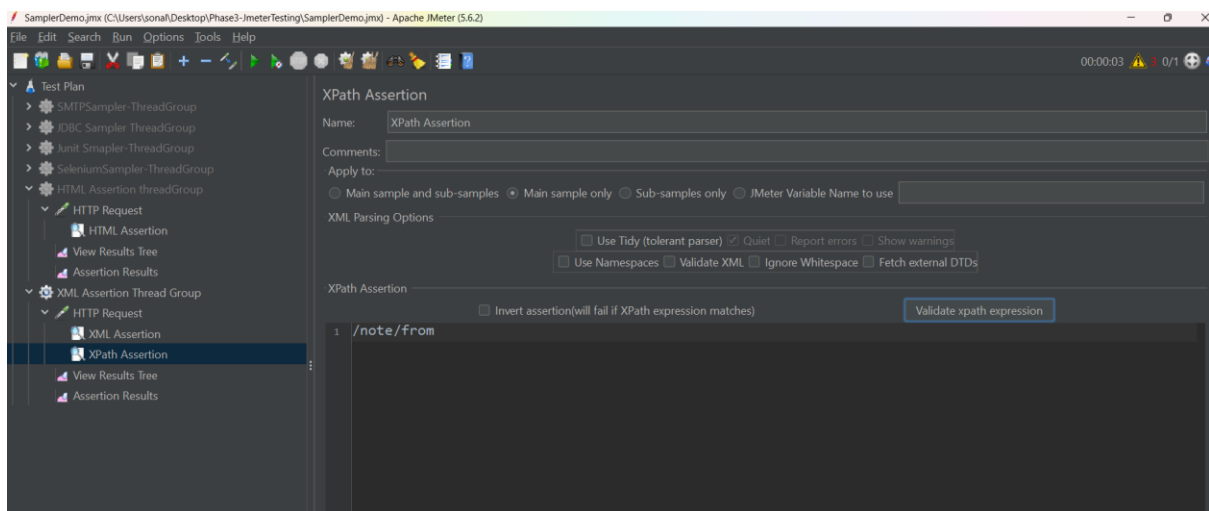 SamplerDemo.jmx (C:\Users\sonal\Desktop\Phase3-JmeterTesting\SamplerDemo.jmx) - Apache JMeter (5.6.2)
File Edit Search Run Options Tools Help
00:00:03 3 0/1
Test Plan
SMTPSampler-ThreadGroup
JDBC Sampler ThreadGroup
Junit Smapler-ThreadGroup
SeleniumSampler-ThreadGroup
HTML Assertion threadGroup
HTTP Request
HTML Assertion
View Results Tree
Assertion Results
XML Assertion Thread Group
HTTP Request
XML Assertion
XPath Assertion
View Results Tree
Assertion Results
XPath Assertion
Name: XPath Assertion
Comments:
Apply to:
Main sample and sub-samples Main sample only Sub-samples only JMeter Variable Name to use
XML Parsing Options
Use Tidy (tolerant parser) Quiet Report errors Show warnings
Use Namespaces Validate XML Ignore Whitespace Fetch external DTDs
XPath Assertion
Invert assertion(will fail if XPath expression matches) Validate xpath expression
1 /note/from